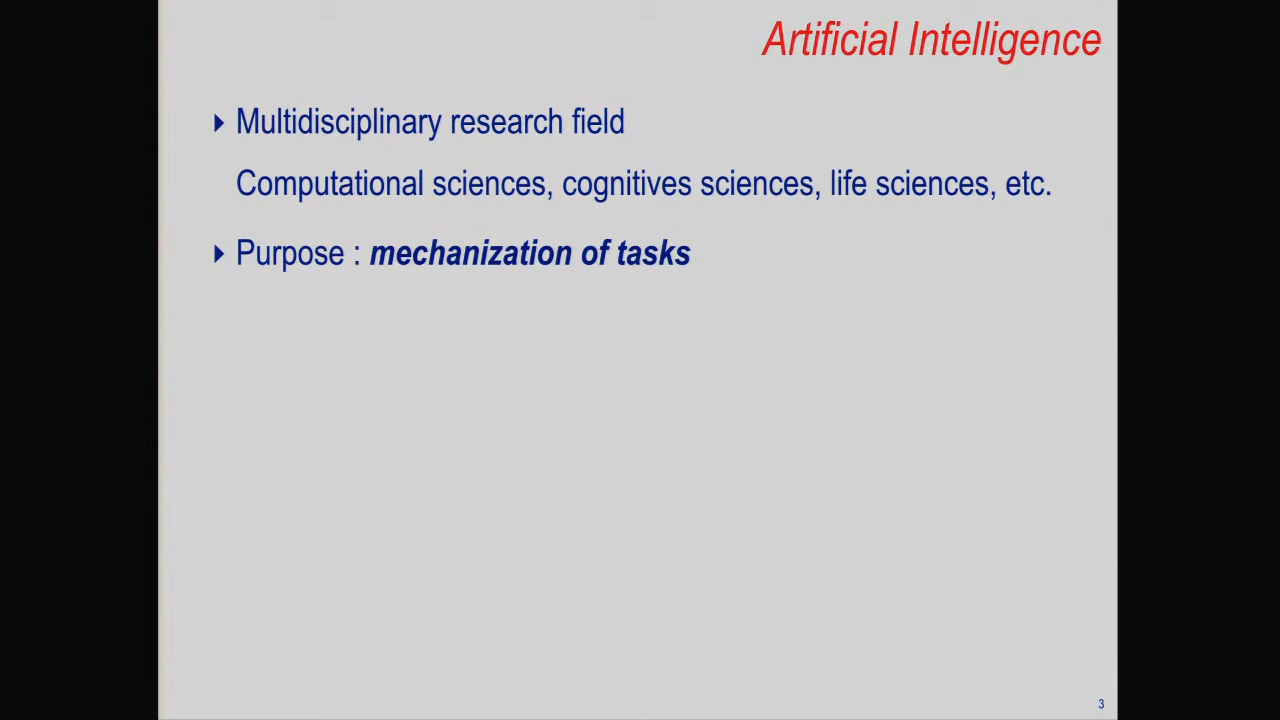 Artificial Intelligence
Multidisciplinary research field
Computational sciences, cognitives sciences, life sciences, etc.
Purpose : mechanization of tasks
3